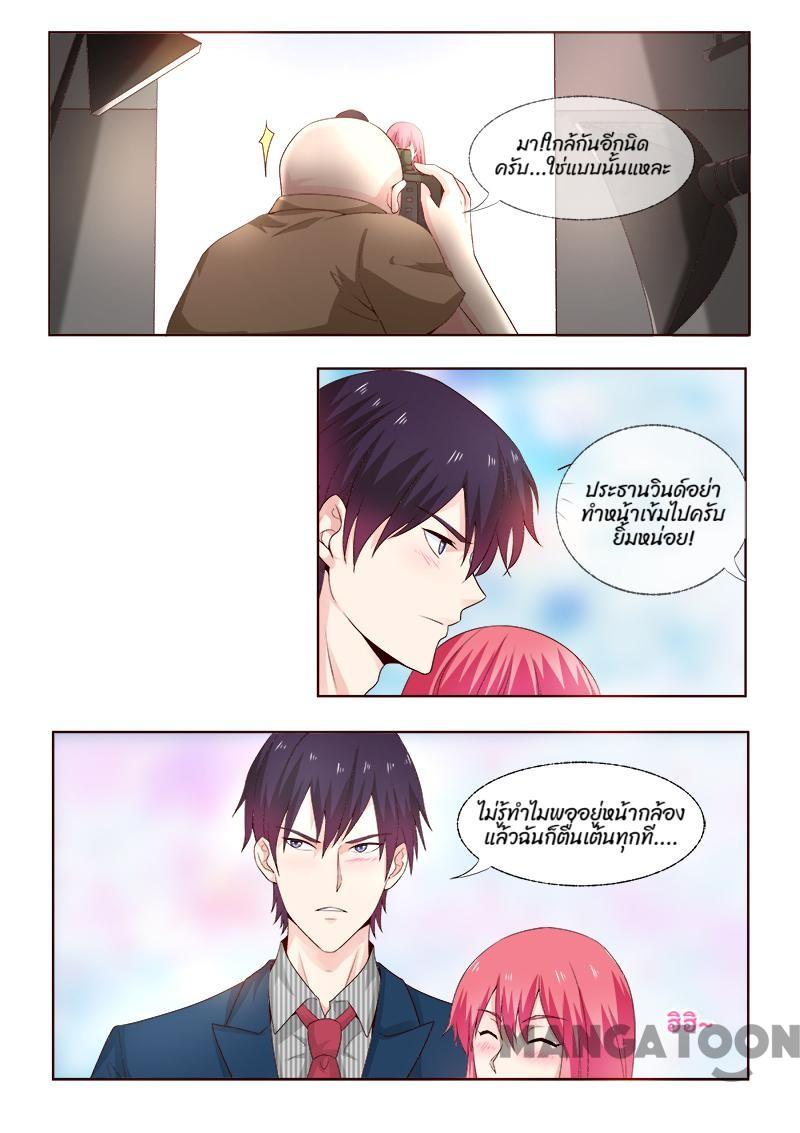 มา!ใกล้กันอีกนิด
ครับ...ใช่แบบนั้นแหละ
ประธานวินด์อย่า
ทำหน้าเข้มไปครับ
ยิ้มหน่อย!
ไม่รู้ทำไมพออยู่หน้ากล้อง
แล้วฉันก็ตื่นเต้นทุกที....
ฮิฮิ~
MANGATOON